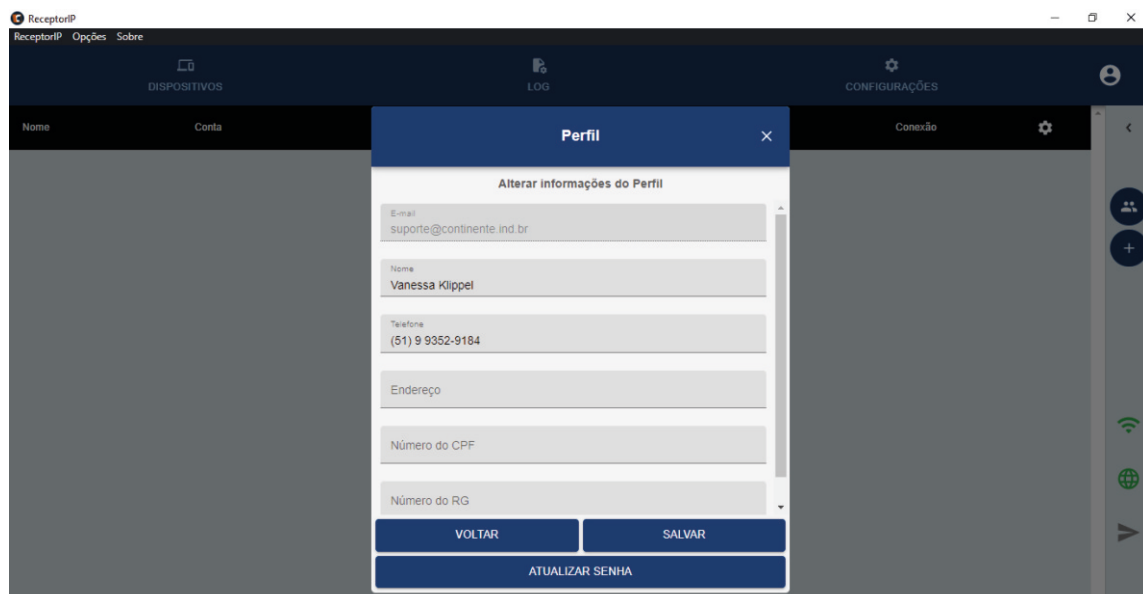 ReceptorIP
ReceptorIP Opções Sobre
DISPOSITIVOS
LOG
CONFIGURAÇÕES
Nome
Conta
Conexão
Perfil
Alterar informações do Perfil
E-mail
suporte@continente.ind.br
Nome
Vanessa Klippel
Telefone
(51) 9 9352-9184
Endereço
Número do CPF
Número do RG
VOLTAR
SALVAR
ATUALIZAR SENHA